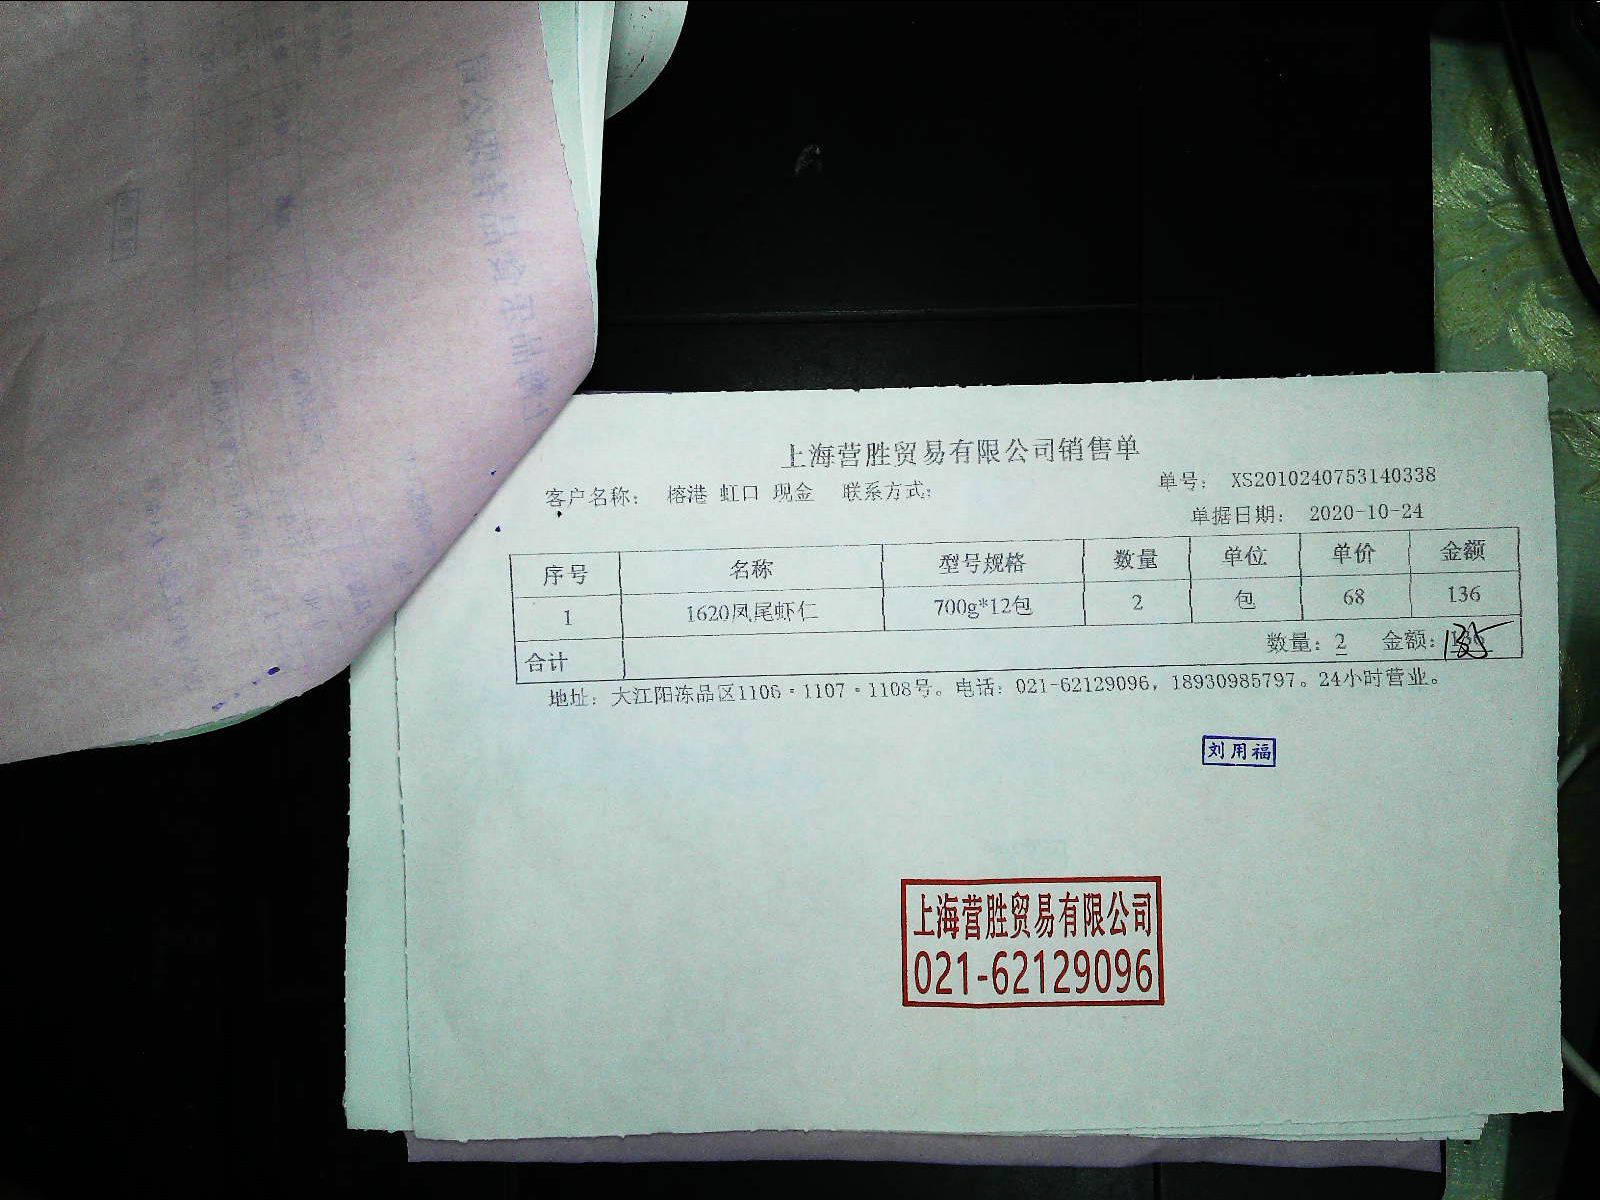 上海营胜贸易有限公司销售单
客户名称： 榕港 虹口 现金 联系方式：
单号： XS2010240753140338
单据日期： 2020-10-24
序号 名称 型号规格 数量 单位 单价 金额
1 1620凤尾虾仁 700g*12包 2 包 68 136
合计 数量：2 金额：135
地址：大江阳冻品区1106·1107·1108号。电话：021-62129096，18930985797。24小时营业。
刘用福
上海营胜贸易有限公司
021-62129096